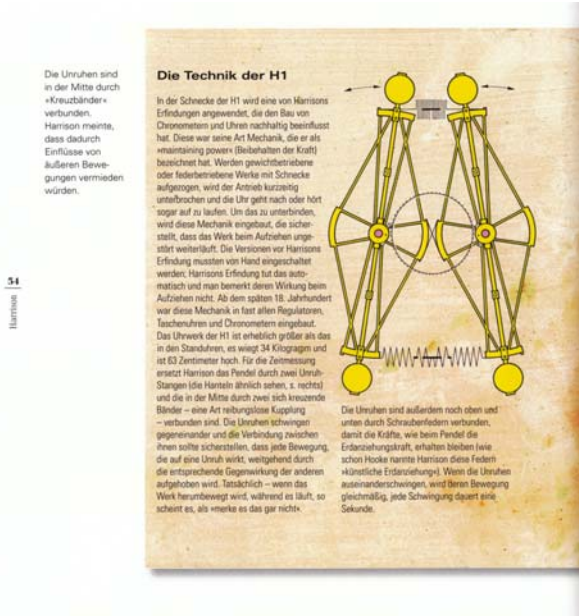 Die Unruhen sind
in der Mitte durch
»Kreuzbänder«
verbunden.
Harrison meinte,
dass dadurch
Einflüsse von
äußeren Bewe-
gungen vermieden
würden.
54
Harrison
Die Technik der H1
In der Schnecke der H1 wird eine von Harrisons
Erfindungen angewendet, die den Bau von
Chronometern und Uhren nachhaltig beeinflusst
hat. Diese war seine Art Mechanik, die er als
»maintaining power« (Beibehalten der Kraft)
bezeichnet hat. Werden gewichtbetriebene
oder federbetriebene Werke mit Schnecke
aufgezogen, wird der Antrieb kurzzeitig
unterbrochen und die Uhr geht nach oder hört
sogar auf zu laufen. Um das zu unterbinden,
wird diese Mechanik eingebaut, die sicher-
stellt, dass das Werk beim Aufziehen unge-
stört weiterläuft. Die Versionen vor Harrisons
Erfindung mussten von Hand eingeschaltet
werden; Harrisons Erfindung tut das auto-
matisch und man bemerkt deren Wirkung beim
Aufziehen nicht. Ab dem späten 18. Jahrhundert
war diese Mechanik in fast allen Regulatoren,
Taschenuhren und Chronometern eingebaut.
Das Uhrwerk der H1 ist erheblich größer als das
in den Standuhren, es wiegt 34 Kilogramm und
ist 63 Zentimeter hoch. Für die Zeitmessung
ersetzt Harrison das Pendel durch zwei Unruh-
Stangen (die Hanteln ähnlich sehen, s. rechts)
und die in der Mitte durch zwei sich kreuzende
Bänder – eine Art reibungslose Kupplung
– verbunden sind. Die Unruhen schwingen
gegeneinander und die Verbindung zwischen
ihnen sollte sicherstellen, dass jede Bewegung,
die auf eine Unruh wirkt, weitgehend durch
die entsprechende Gegenwirkung der anderen
aufgehoben wird. Tatsächlich – wenn das
Werk herumbewegt wird, während es läuft, so
scheint es, als »merke es das gar nicht«.
Die Unruhen sind außerdem noch oben und
unten durch Schraubenfedern verbunden,
damit die Kräfte, wie beim Pendel die
Erdanziehungskraft, erhalten bleiben (wie
schon Hooke nannte Harrison diese Federn
»künstliche Erdanziehung«). Wenn die Unruhen
auseinanderschwingen, wird deren Bewegung
gleichmäßig, jede Schwingung dauert eine
Sekunde.